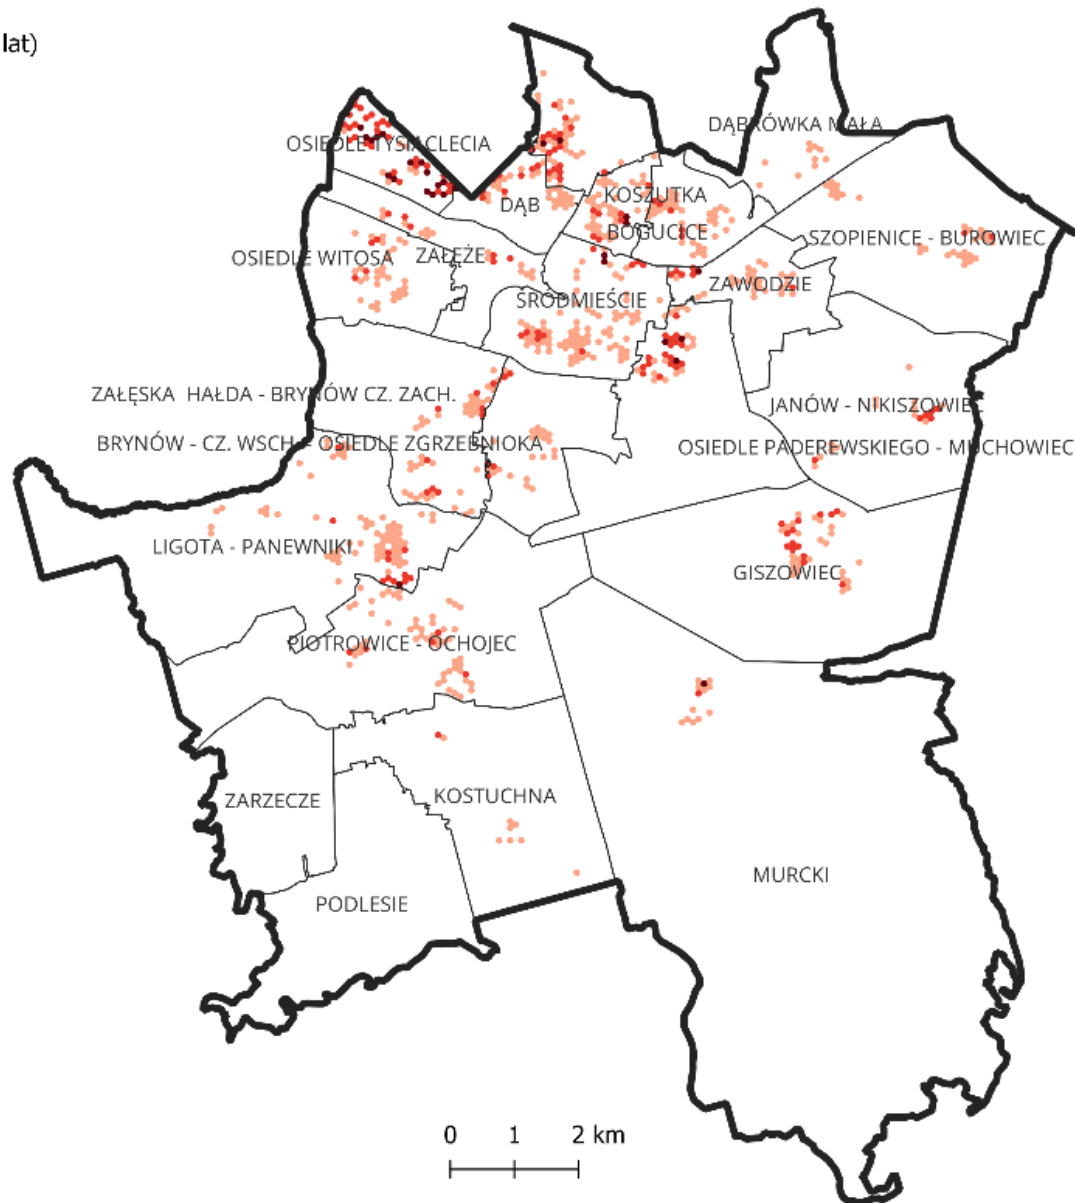 lat)
DĄBRÓWKA MAŁA
OSIEDLE TYSIĄCLECIA
KOSZUTKA
DĄB
BOGUCICE
SZOPIENICE - BUROWIEC
OSIEDLE WITOSA
ZAŁĘŻE
ZAWODZIE
ŚRÓDMIEŚCIE
ZAŁĘSKA HAŁDA - BRYNÓW CZ. ZACH.
JANÓW - NIKISZOWIEC
BRYNÓW - CZ. WSCH. - OSIEDLE ZGRZEBNIOKA
OSIEDLE PADEREWSKIEGO - MUCHOWIEC
LIGOTA - PANEWNIKI
GISZOWIEC
PIOTROWICE - OCHOJEC
ZARZECZE
KOSTUCHNA
MURCKI
PODLESIE
0 1 2 km